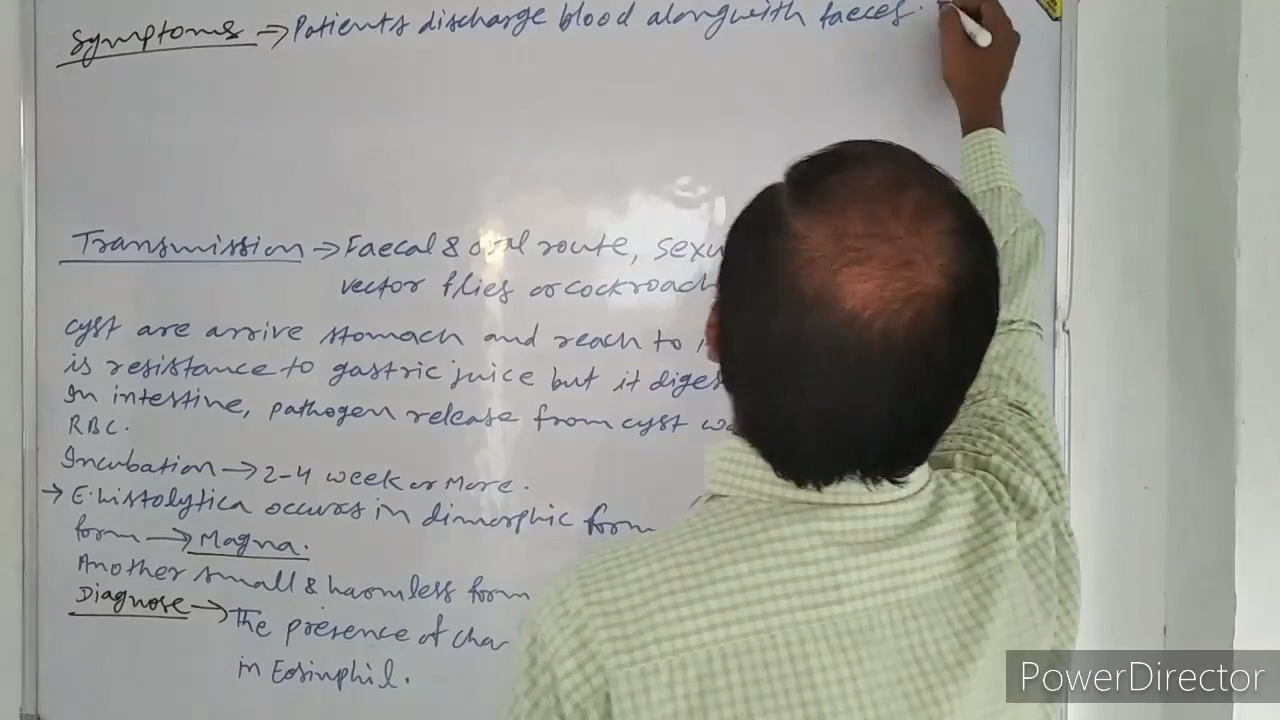 Symptoms → Patients discharge blood alongwith faeces.
Transmission → Faecal & oral route,
vector flies or cockroach
cyst are arrive stomach and reach to
is resistance to gastric juice but it
In intestine, pathogen release from cyst
RBC.
Incubation → 2-4 week or More.
→ E. histolytica occurs in dimorphic form
form → Magna.
Another small & harmless form
Diagnose → The presence of
in Eosinphil.
PowerDirector